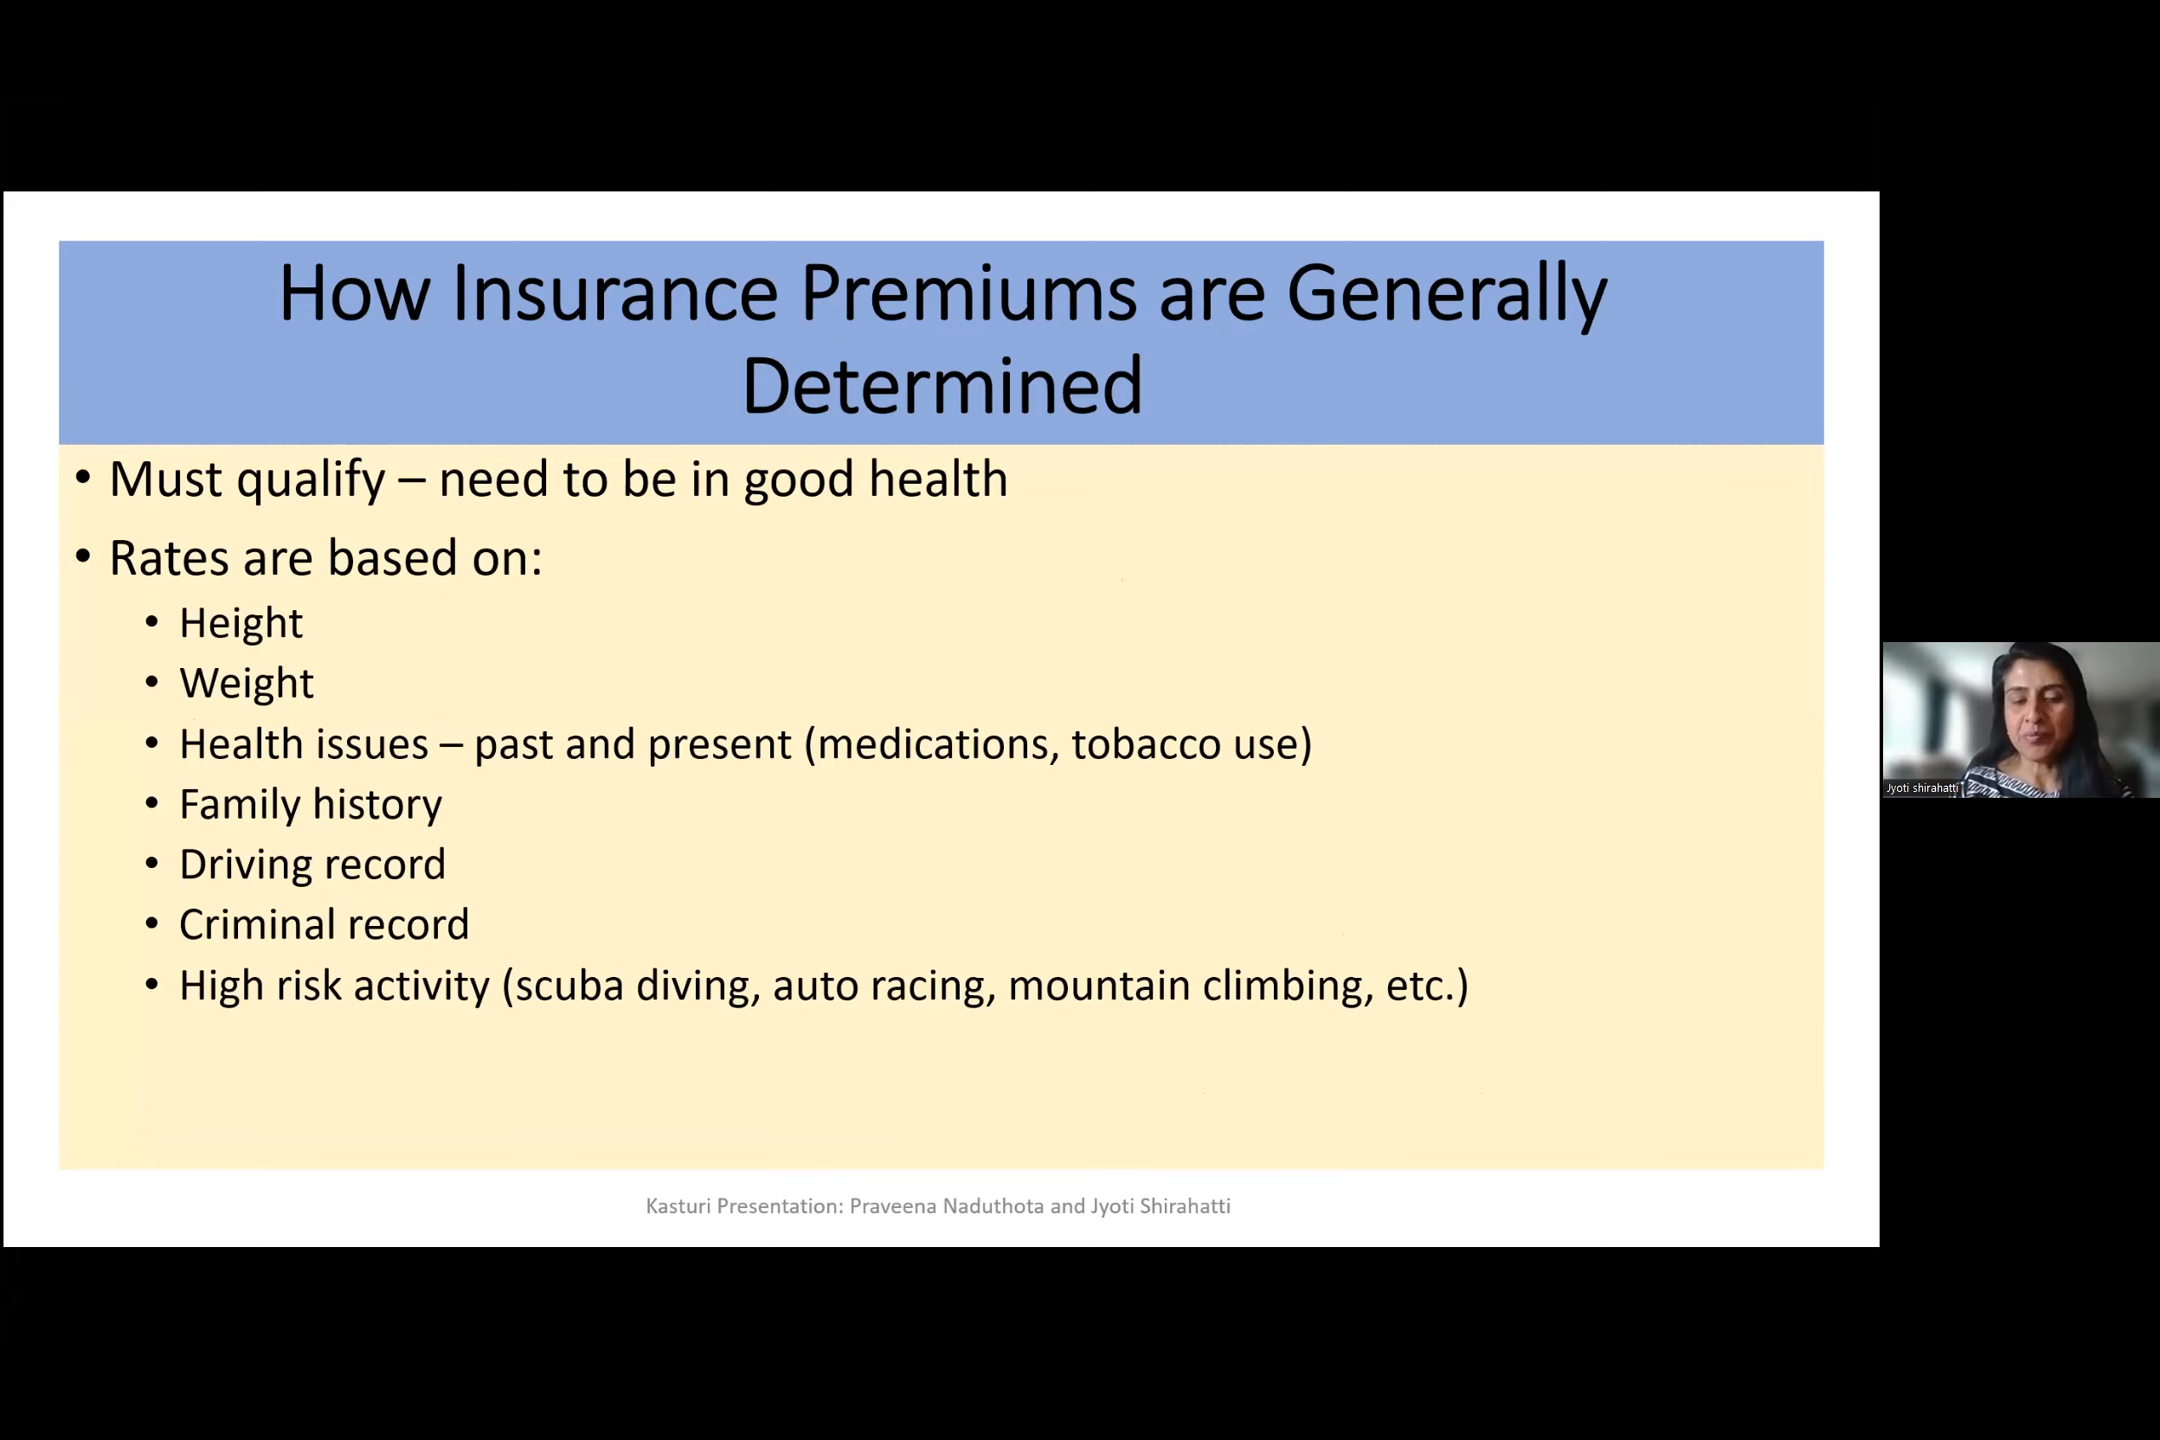 How Insurance Premiums are Generally
Determined
• Must qualify – need to be in good health
• Rates are based on:
• Height
• Weight
• Health issues – past and present (medications, tobacco use)
• Family history
• Driving record
• Criminal record
• High risk activity (scuba diving, auto racing, mountain climbing, etc.)
Jyoti shirahatti
Kasturi Presentation: Praveena Naduthota and Jyoti Shirahatti